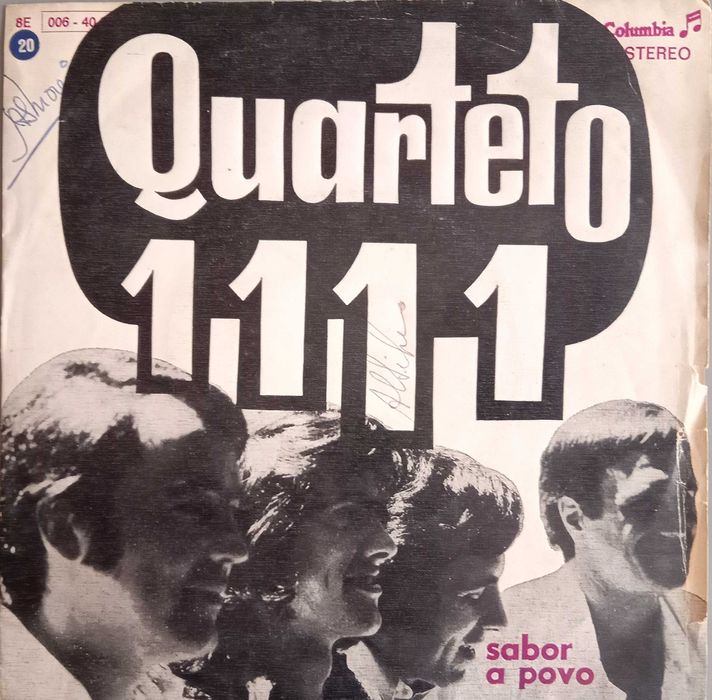 8E 006 - 40
20
Columbia
STEREO
Quarteto
1111
sabor
a povo